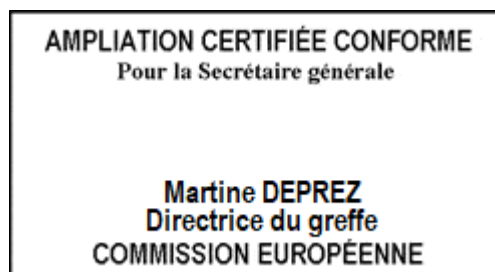 AMPLIATION CERTIFIÉE CONFORME
Pour la Secrétaire générale
Martine DEPREZ
Directrice du greffe
COMMISSION EUROPÉENNE